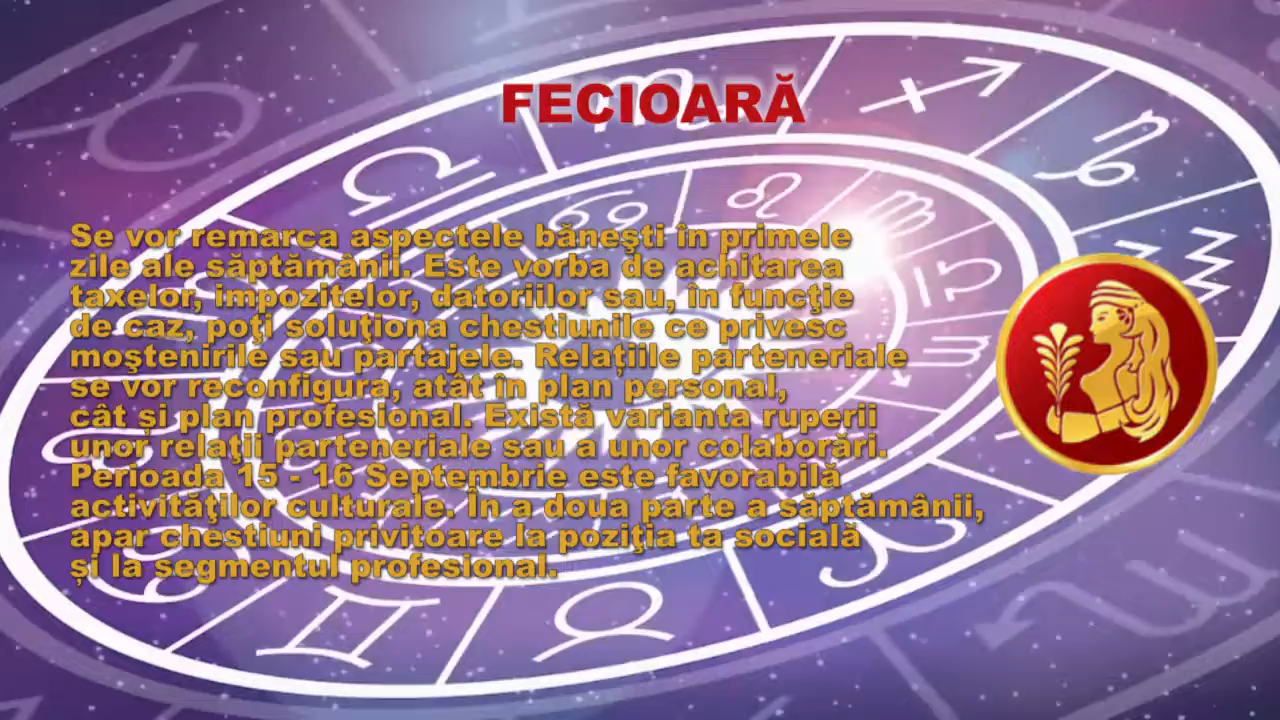 FECIOARĂ
Se vor remarca aspectele băneşti în primele
zile ale săptămânii. Este vorba de achitarea
taxelor, impozitelor, datoriilor sau, în funcţie
de caz, poţi soluţiona chestiunile ce privesc
moştenirile sau partajele. Relațiile parteneriale
se vor reconfigura, atât în plan personal,
cât și plan profesional. Există varianta ruperii
unor relaţii parteneriale sau a unor colaborări.
Perioada 15 - 16 Septembrie este favorabilă
activităţilor culturale. În a doua parte a săptămânii,
apar chestiuni privitoare la poziţia ta socială
și la segmentul profesional.